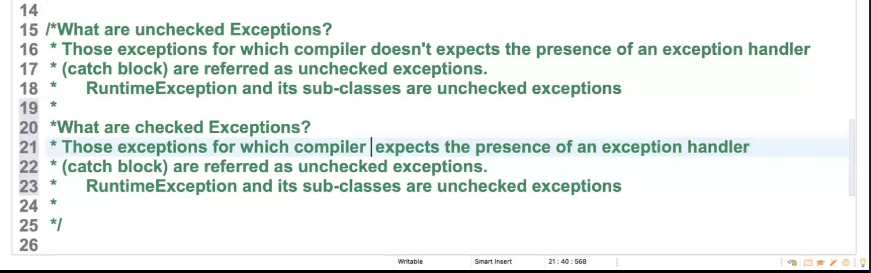 14
15 /*What are unchecked Exceptions?
16 * Those exceptions for which compiler doesn't expects the presence of an exception handler
17 * (catch block) are referred as unchecked exceptions.
18 * RuntimeException and its sub-classes are unchecked exceptions
19 *
20 *What are checked Exceptions?
21 * Those exceptions for which compiler expects the presence of an exception handler
22 * (catch block) are referred as unchecked exceptions.
23 * RuntimeException and its sub-classes are unchecked exceptions
24 *
25 */
26
Writable Smart Insert 21 : 40 : 568